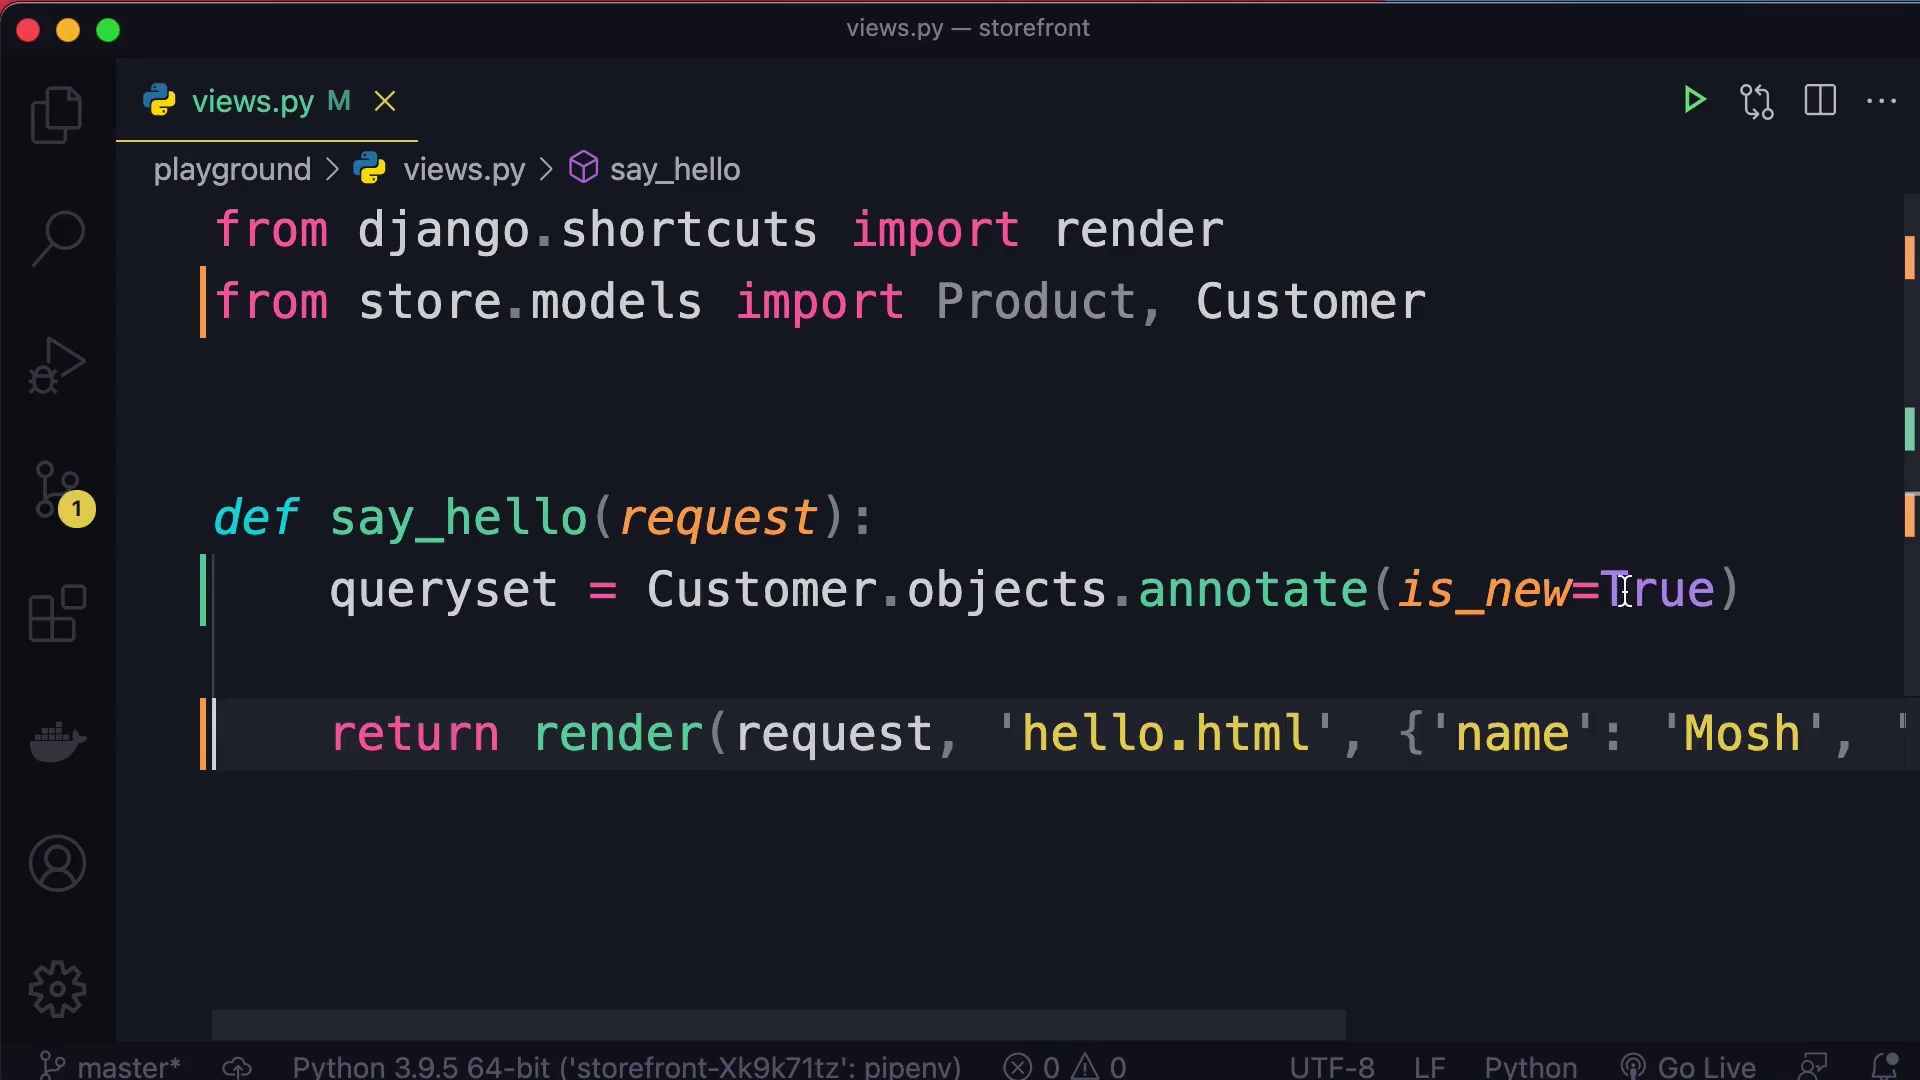 views.py — storefront
views.py M
playground > views.py > say_hello
from django.shortcuts import render
from store.models import Product, Customer
def say_hello(request):
    queryset = Customer.objects.annotate(is_new=True)
    return render(request, 'hello.html', {'name': 'Mosh', '
1
master* Python 3.9.5 64-bit ('storefront-Xk9k71tz': pipenv) 0 0 UTF-8 LF Python Go Live